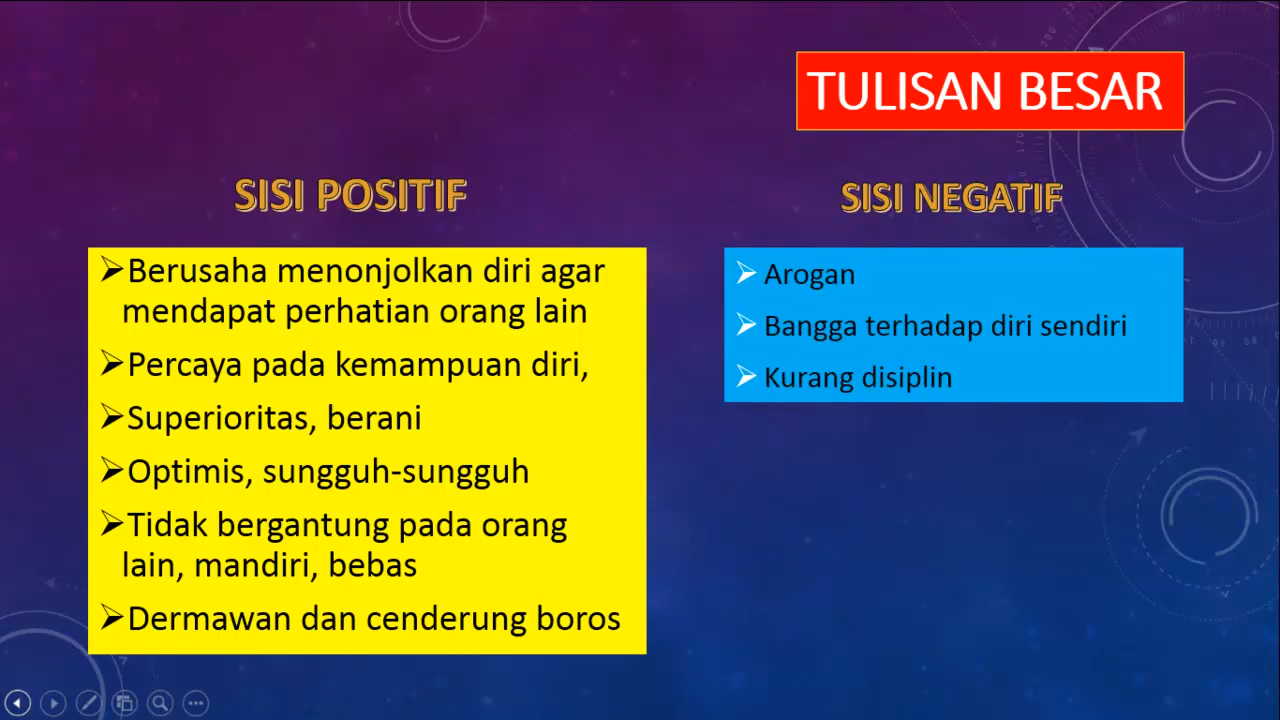 TULISAN BESAR
SISI POSITIF
➢Berusaha menonjolkan diri agar
mendapat perhatian orang lain
➢Percaya pada kemampuan diri,
➢Superioritas, berani
➢Optimis, sungguh-sungguh
➢Tidak bergantung pada orang
lain, mandiri, bebas
➢Dermawan dan cenderung boros
SISI NEGATIF
➢ Arogan
➢ Bangga terhadap diri sendiri
➢ Kurang disiplin